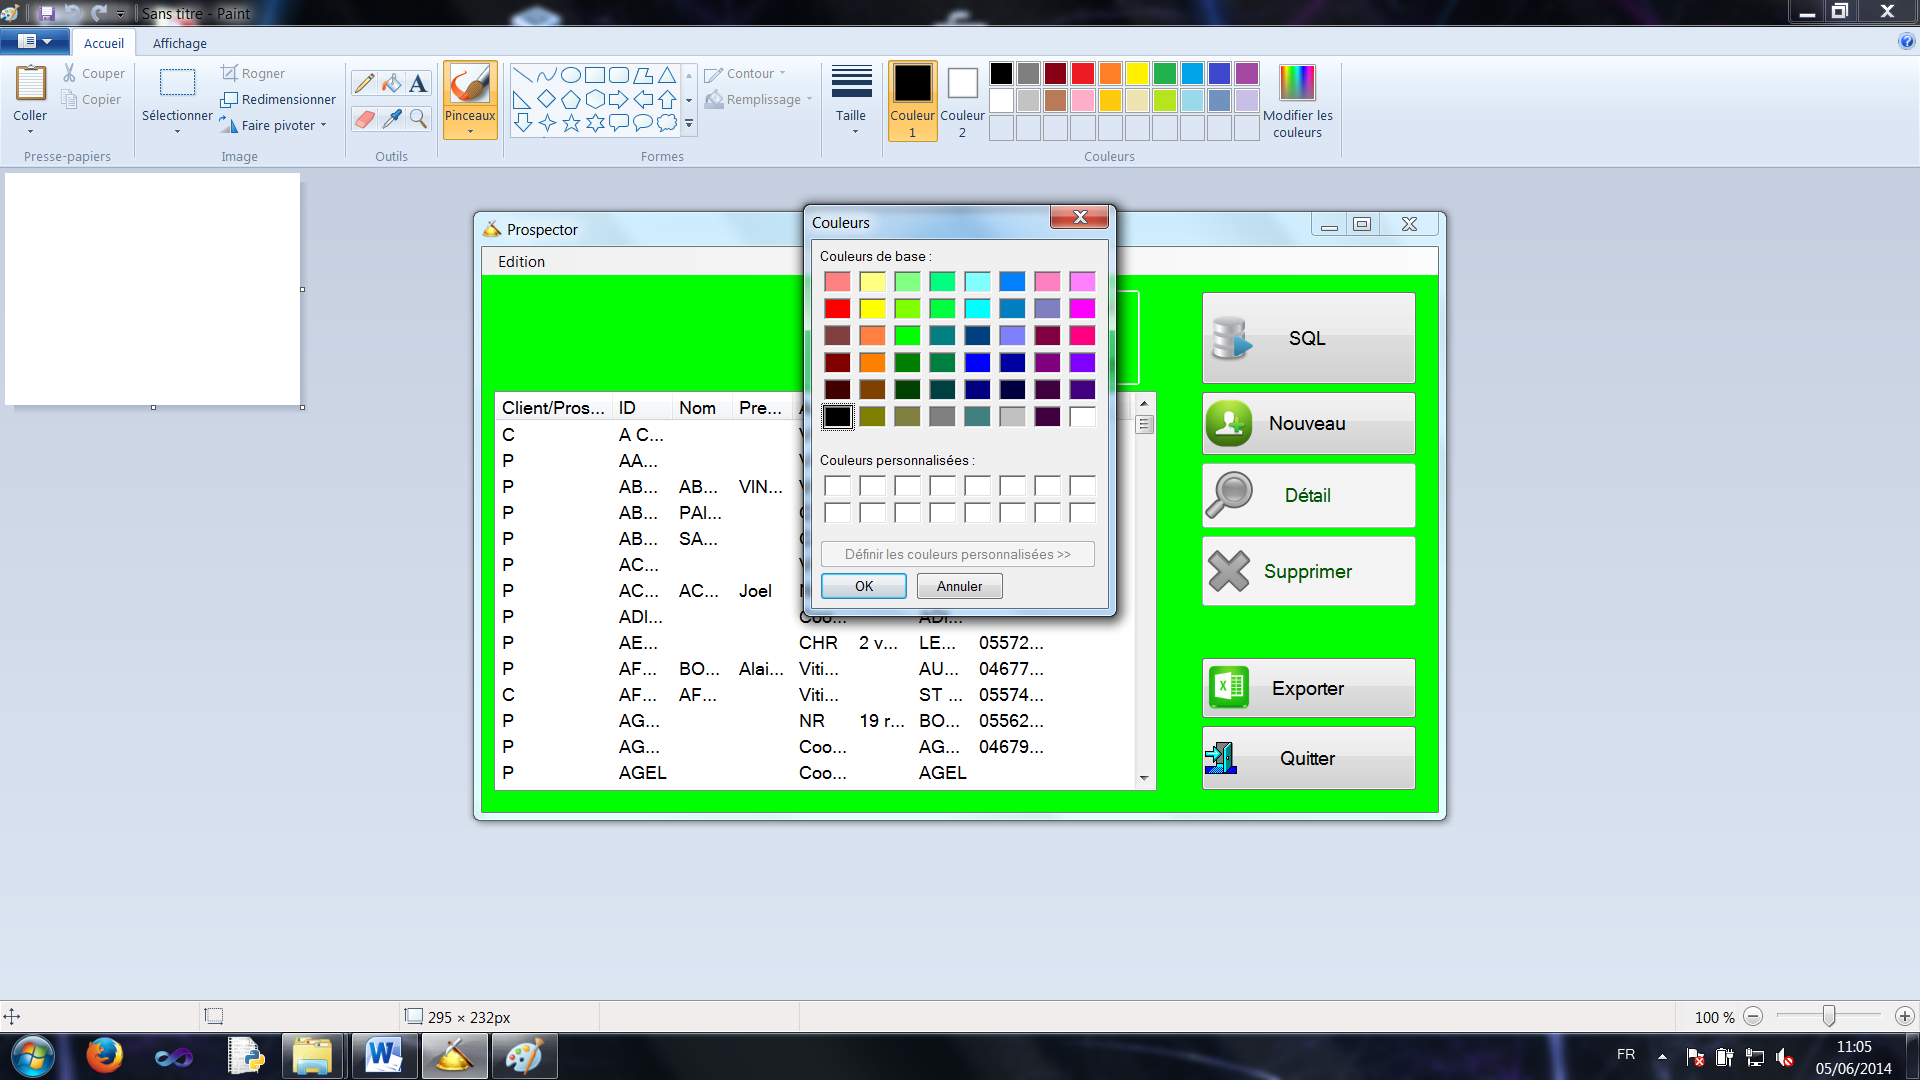 Sans titre - Paint
Accueil Affichage
Coller
Couper
Copier
Presse-papiers
Sélectionner
Rogner
Redimensionner
Faire pivoter
Image
A
Outils
Pinceaux
Contour
Remplissage
Formes
Taille
Couleur 1
Couleur 2
Modifier les couleurs
Couleurs
Prospector
Edition
Client/Pros... ID Nom Pre...
C A C...
P AA...
P AB... AB... VIN...
P AB... PAI...
P AB... SA...
P AC...
P AC... AC... Joel
P ADI... Coo... ADI...
P AE... CHR 2 v... LE... 05572...
P AF... BO... Alai... Viti... AU... 04677...
C AF... AF... Viti... ST ... 05574...
P AG... NR 19 r... BO... 05562...
P AG... Coo... AG... 04679...
P AGEL Coo... AGEL
SQL
Nouveau
Détail
Supprimer
Exporter
Quitter
Couleurs
Couleurs de base :
Couleurs personnalisées :
Définir les couleurs personnalisées >>
OK Annuler
295 × 232px
100 %
FR
11:05
05/06/2014